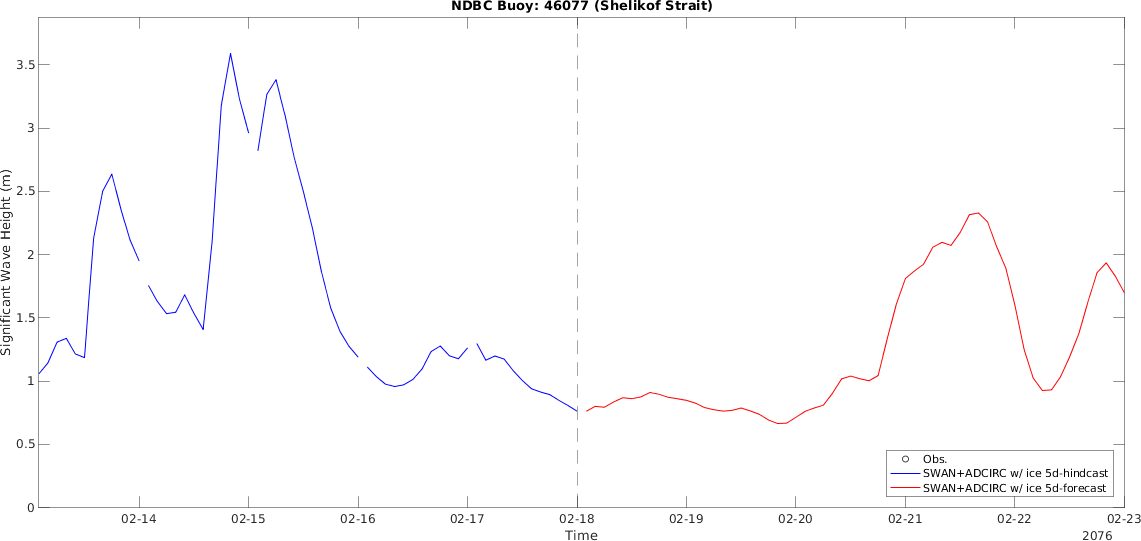 NDBC Buoy: 46077 (Shelikof Strait)
Significant Wave Height (m)
3.5
3
2.5
2
1.5
1
0.5
0
Obs.
SWAN+ADCIRC w/ ice 5d-hindcast
SWAN+ADCIRC w/ ice 5d-forecast
02-14 02-15 02-16 02-17 02-18 02-19 02-20 02-21 02-22 02-23
Time
2076